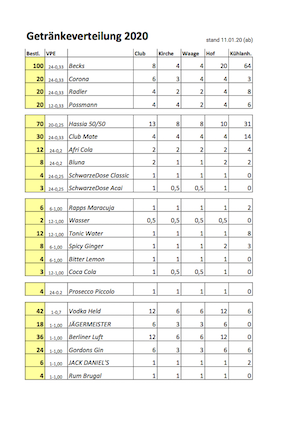 Getränkeverteilung 2020 stand 11.01.20 (ab)
Bestl. VPE Club Kirche Waage Hof Kühlanh.
100 24-0,33 Becks 8 4 4 20 64
20 24-0,33 Corona 6 3 4 4 3
20 24-0,33 Radler 4 2 2 4 8
20 12-0,33 Possmann 4 4 2 4 6
70 20-0,5 Hassia 50/50 13 8 8 10 31
30 20-0,33 Club Mate 4 4 4 4 14
12 24-0,2 Afri Cola 2 2 2 2 4
8 24-0,2 Bluna 2 1 1 2 2
4 24-0,25 SchwarzeDose Classic 1 1 1 1 0
3 24-0,25 SchwarzeDose Acai 1 0,5 0,5 1 0
6 6-1,00 Rapps Maracuja 1 1 1 1 2
2 12-1,00 Wasser 0,5 0,5 0,5 0,5 0
12 12-1,00 Tonic Water 1 1 1 1 8
8 6-1,00 Spicy Ginger 1 1 1 2 3
4 6-1,00 Bitter Lemon 1 1 1 1 0
3 12-1,00 Coca Cola 1 0,5 0,5 1 0
4 24-0,2 Prosecco Piccolo 1 1 1 1 0
42 1-0,7 Vodka Held 12 6 6 12 6
18 1-1,00 JÄGERMEISTER 6 3 3 6 0
36 1-1,00 Berliner Luft 12 6 6 12 0
24 1-1,00 Gordons Gin 6 3 3 6 6
6 1-1,00 JACK DANIEL'S 1 1 1 1 2
4 1-1,00 Rum Brugal 1 1 1 1 0